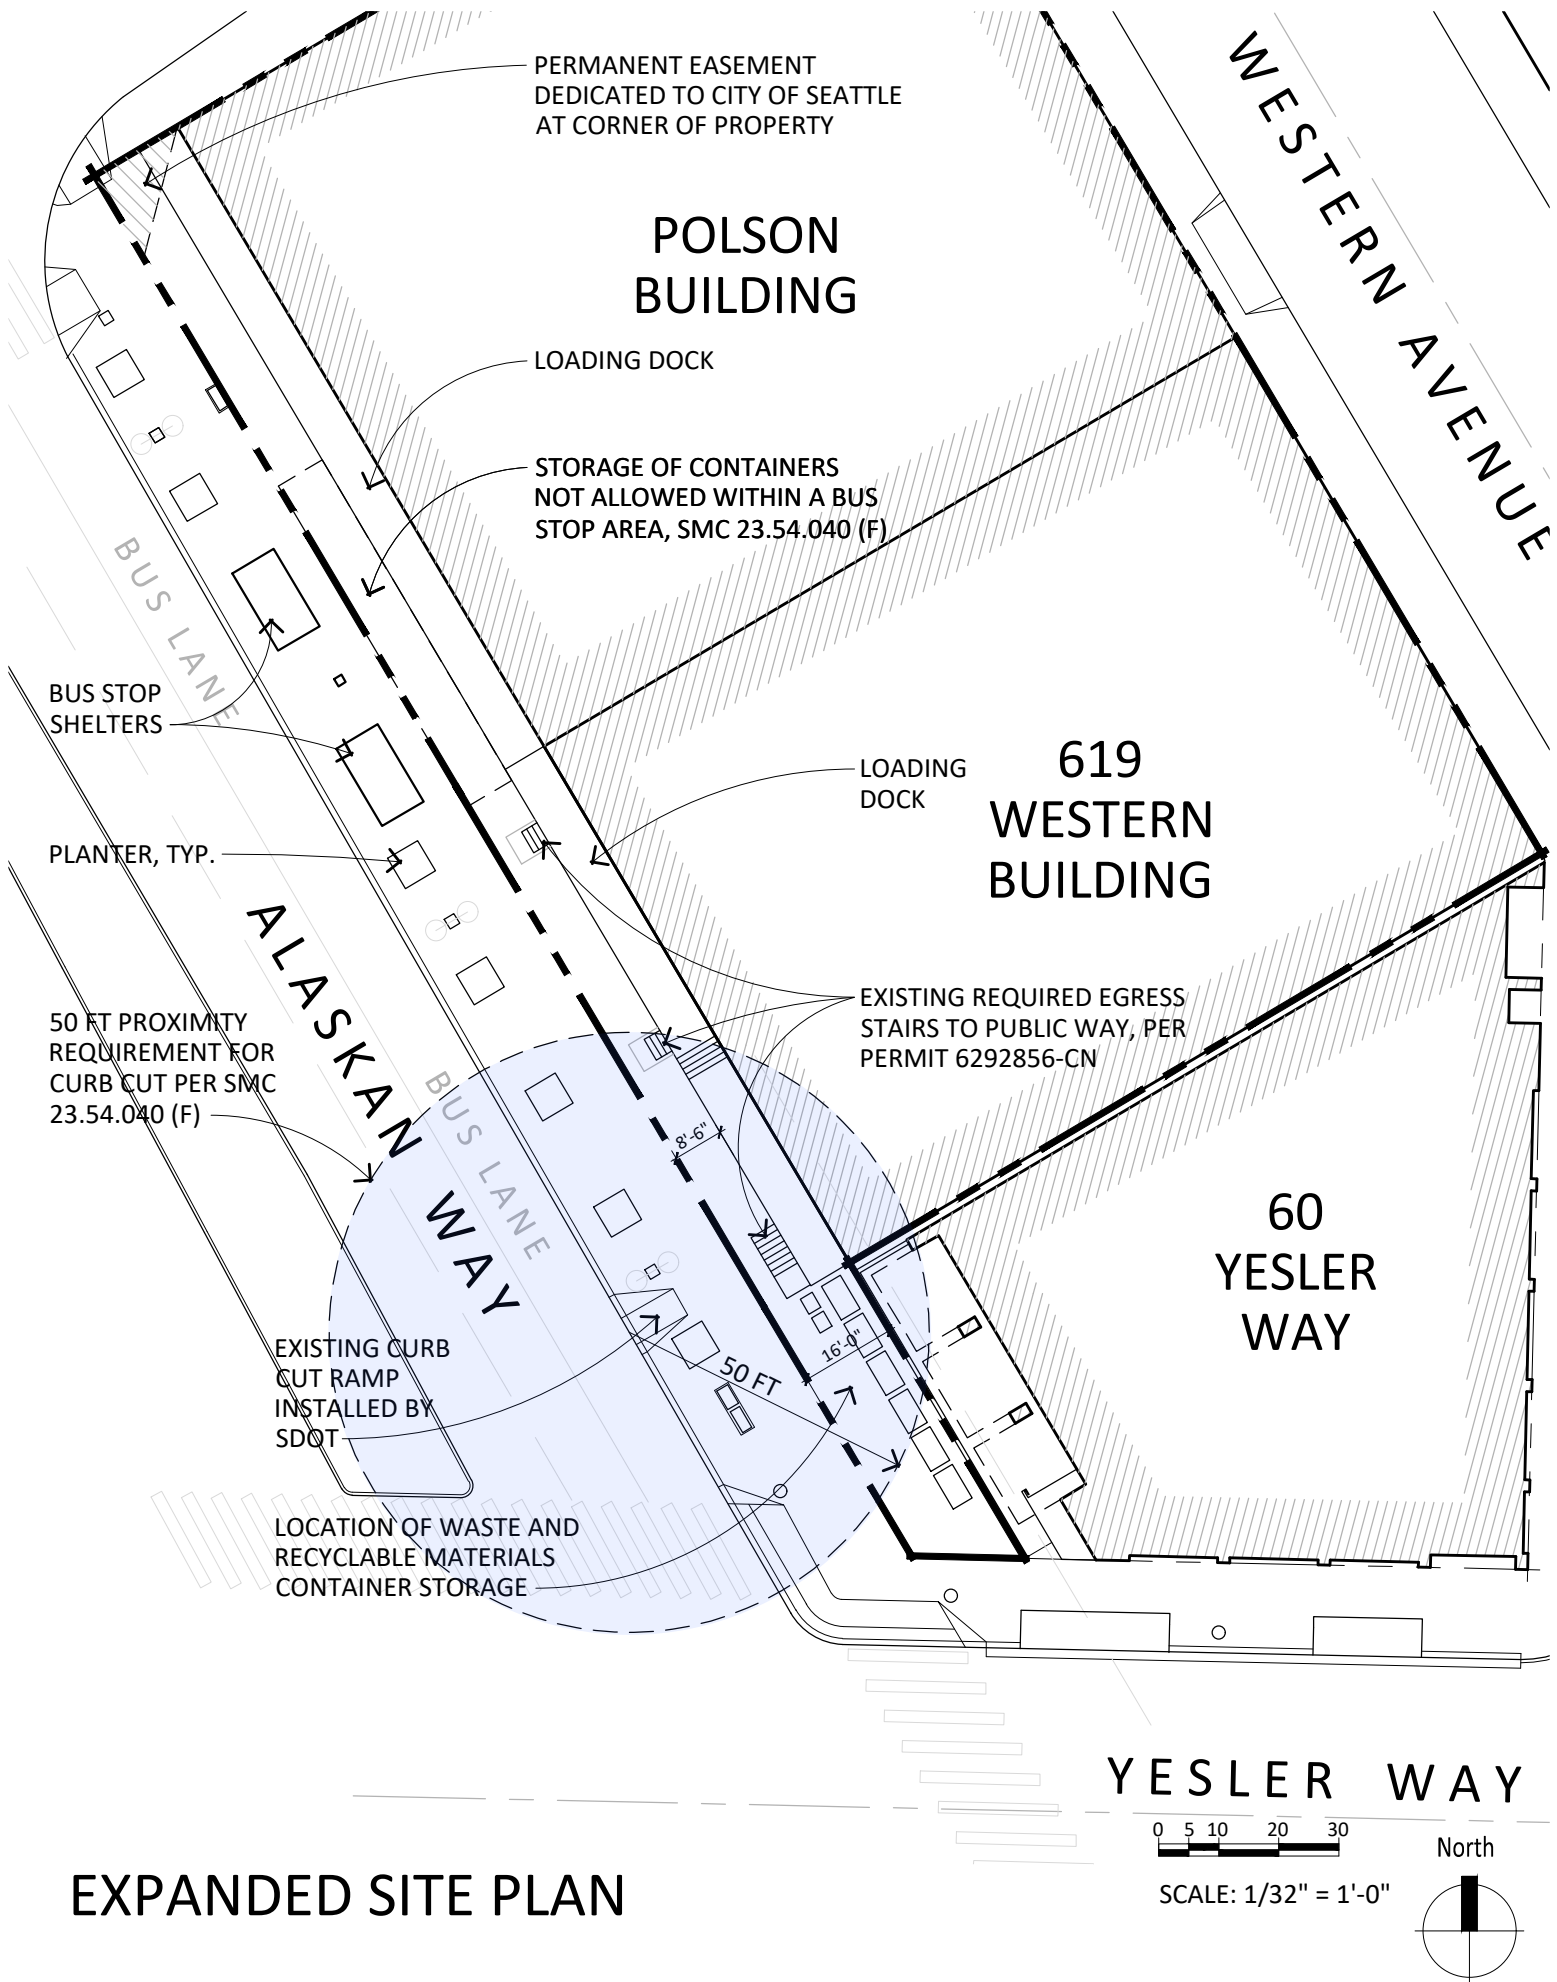 PERMANENT EASEMENT
DEDICATED TO CITY OF SEATTLE
AT CORNER OF PROPERTY
WESTERN AVENUE
POLSON
BUILDING
LOADING DOCK
STORAGE OF CONTAINERS
NOT ALLOWED WITHIN A BUS
STOP AREA, SMC 23.54.040 (F)
BUS LANE
BUS STOP
SHELTERS
LOADING
DOCK
619
WESTERN
BUILDING
PLANTER, TYP.
ALASKAN WAY
EXISTING REQUIRED EGRESS
STAIRS TO PUBLIC WAY, PER
PERMIT 6292856-CN
50 FT PROXIMITY
REQUIREMENT FOR
CURB CUT PER SMC
23.54.040 (F)
BUS LANE
8'-6"
60
YESLER
WAY
16'-0"
50 FT
EXISTING CURB
CUT RAMP
INSTALLED BY
SDOT
LOCATION OF WASTE AND
RECYCLABLE MATERIALS
CONTAINER STORAGE
YESLER WAY
0 5 10 20 30
North
SCALE: 1/32" = 1'-0"
EXPANDED SITE PLAN